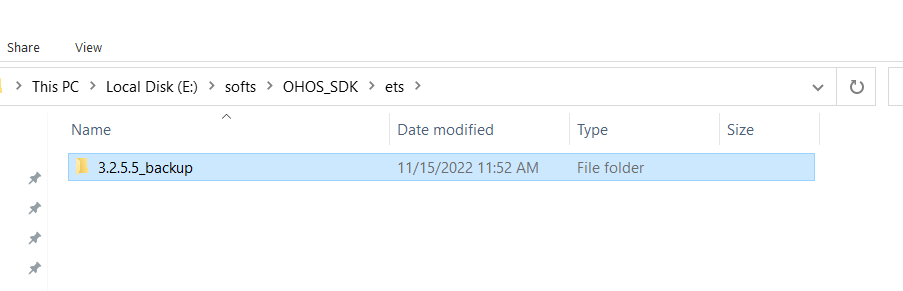 Share View
This PC Local Disk (E:) softs OHOS_SDK ets
Name Date modified Type Size
3.2.5.5_backup 11/15/2022 11:52 AM File folder